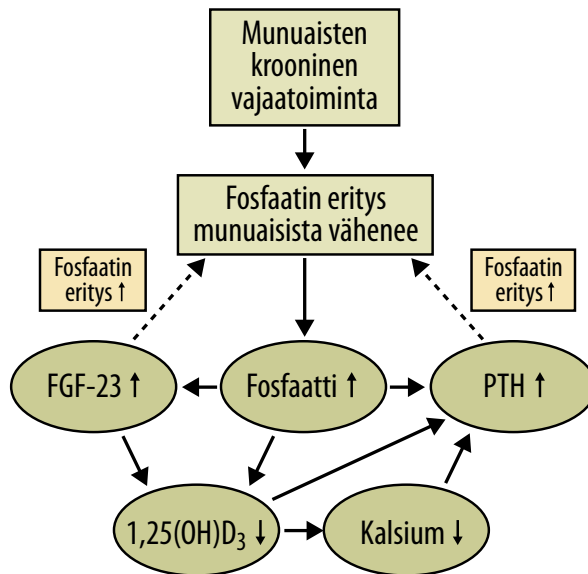 Munuaisten
krooninen
vajaatoiminta
Fosfaatin eritys
munuaisista vähenee
Fosfaatin
eritys ↑
Fosfaatin
eritys ↑
FGF-23 ↑
Fosfaatti ↑
PTH ↑
1,25(OH)D₃ ↓
Kalsium ↓